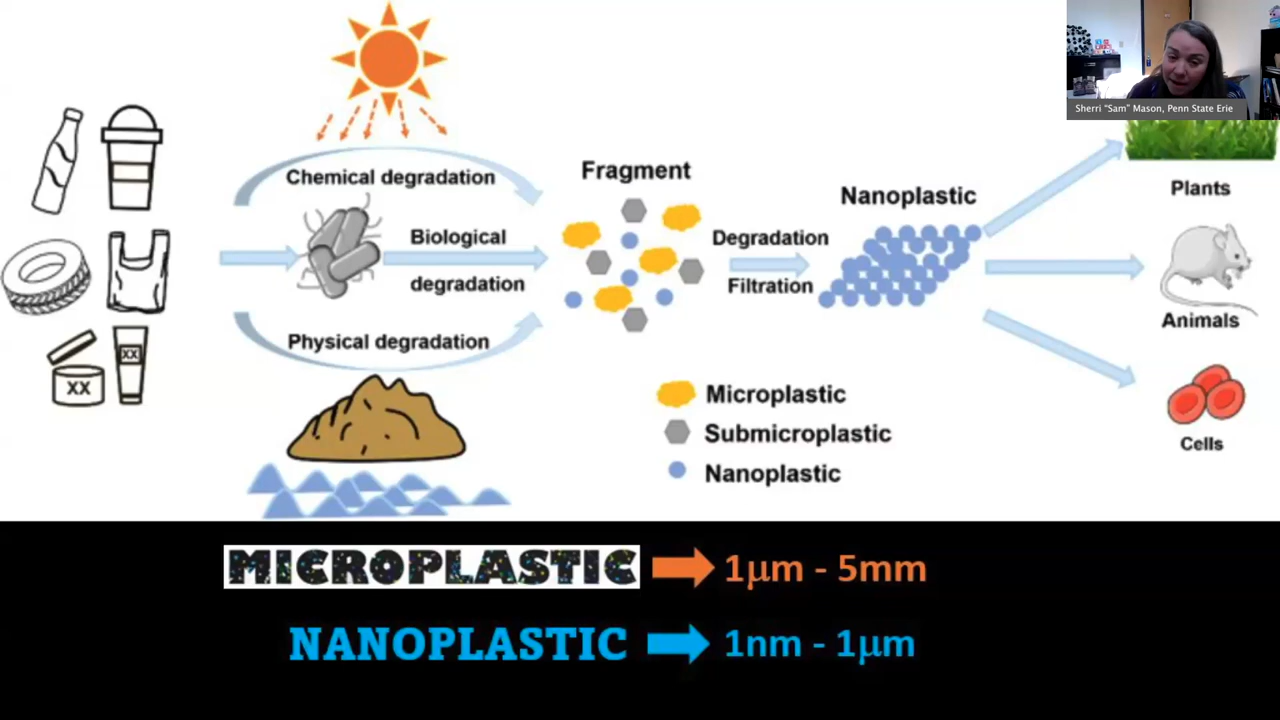 Sherri "Sam" Mason, Penn State Erie
Chemical degradation
Biological
degradation
Physical degradation
XX
XX
Fragment
Degradation
Filtration
Nanoplastic
Plants
Animals
Cells
Microplastic
Submicroplastic
Nanoplastic
MICROPLASTIC
1μm - 5mm
NANOPLASTIC
1nm - 1μm